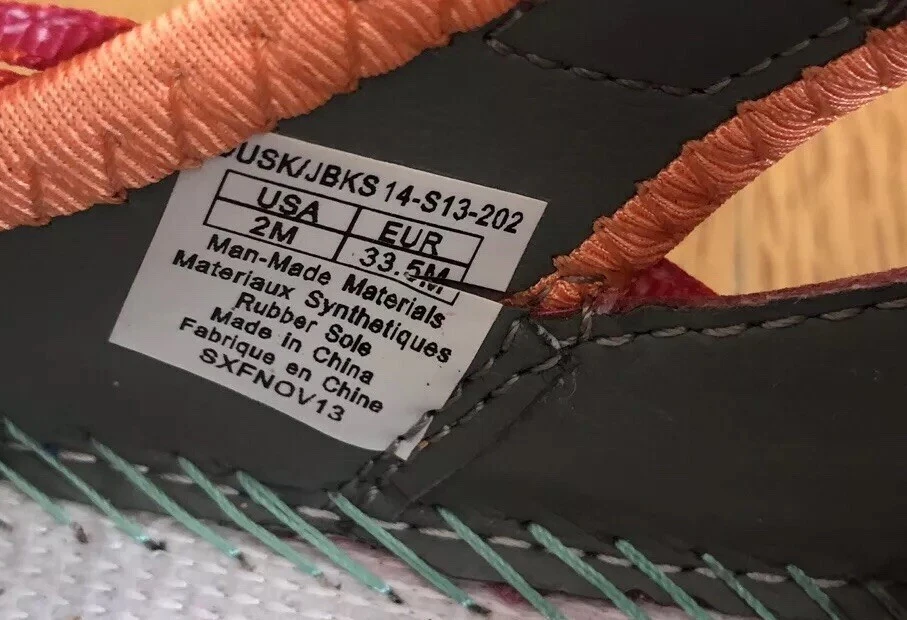 USK/JBKS 14-S13-202
USA EUR
2M 33.5M
Man-Made Materials
Materiaux Synthetiques
Rubber Sole
Made in China
Fabrique en Chine
SXFNOV13